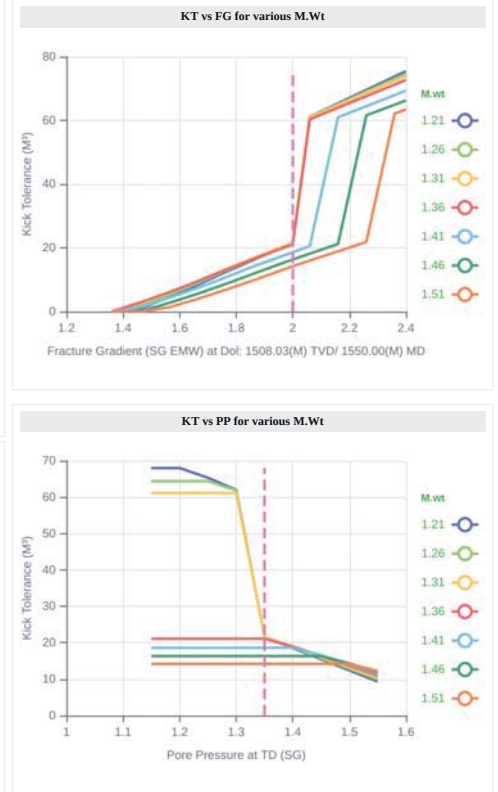 KT vs FG for various M.Wt
80
60
40
20
0
Kick Tolerance (M³)
1.2 1.4 1.6 1.8 2 2.2 2.4
Fracture Gradient (SG EMW) at DoI: 1508.03(M) TVD/ 1550.00(M) MD
M.wt
1.21
1.26
1.31
1.36
1.41
1.46
1.51
KT vs PP for various M.Wt
70
60
50
40
30
20
10
0
Kick Tolerance (M³)
1 1.1 1.2 1.3 1.4 1.5 1.6
Pore Pressure at TD (SG)
M.wt
1.21
1.26
1.31
1.36
1.41
1.46
1.51